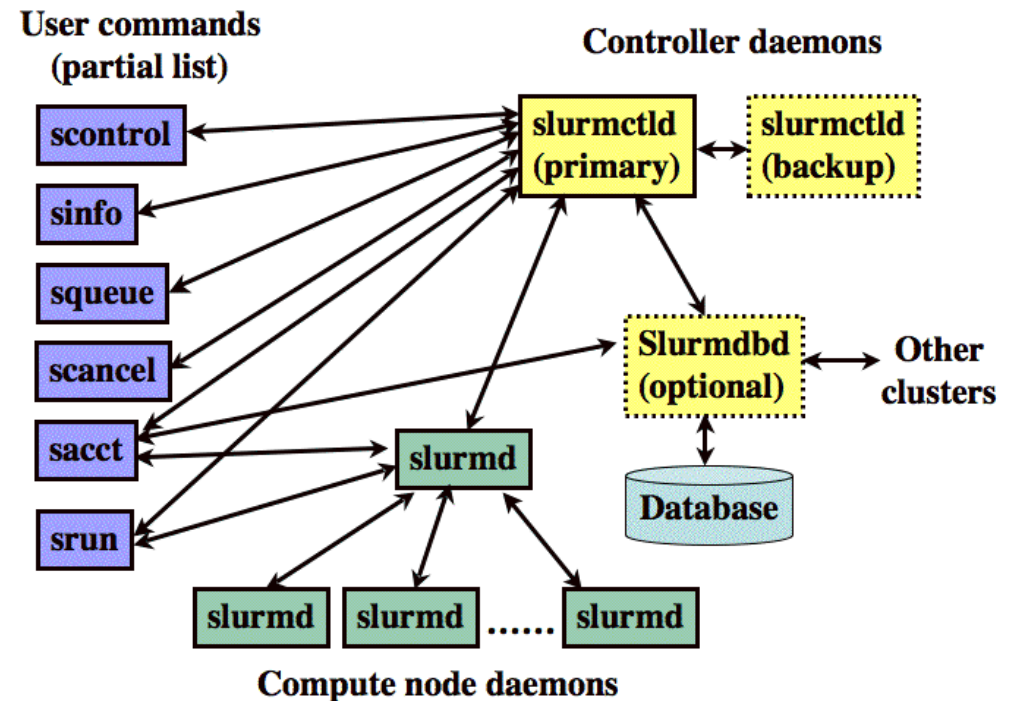 User commands
(partial list)
Controller daemons
scontrol
sinfo
squeue
scancel
sacct
srun
slurmctld
(primary)
slurmctld
(backup)
Slurmdbd
(optional)
Other
clusters
Database
slurmd
slurmd
slurmd
......
slurmd
Compute node daemons